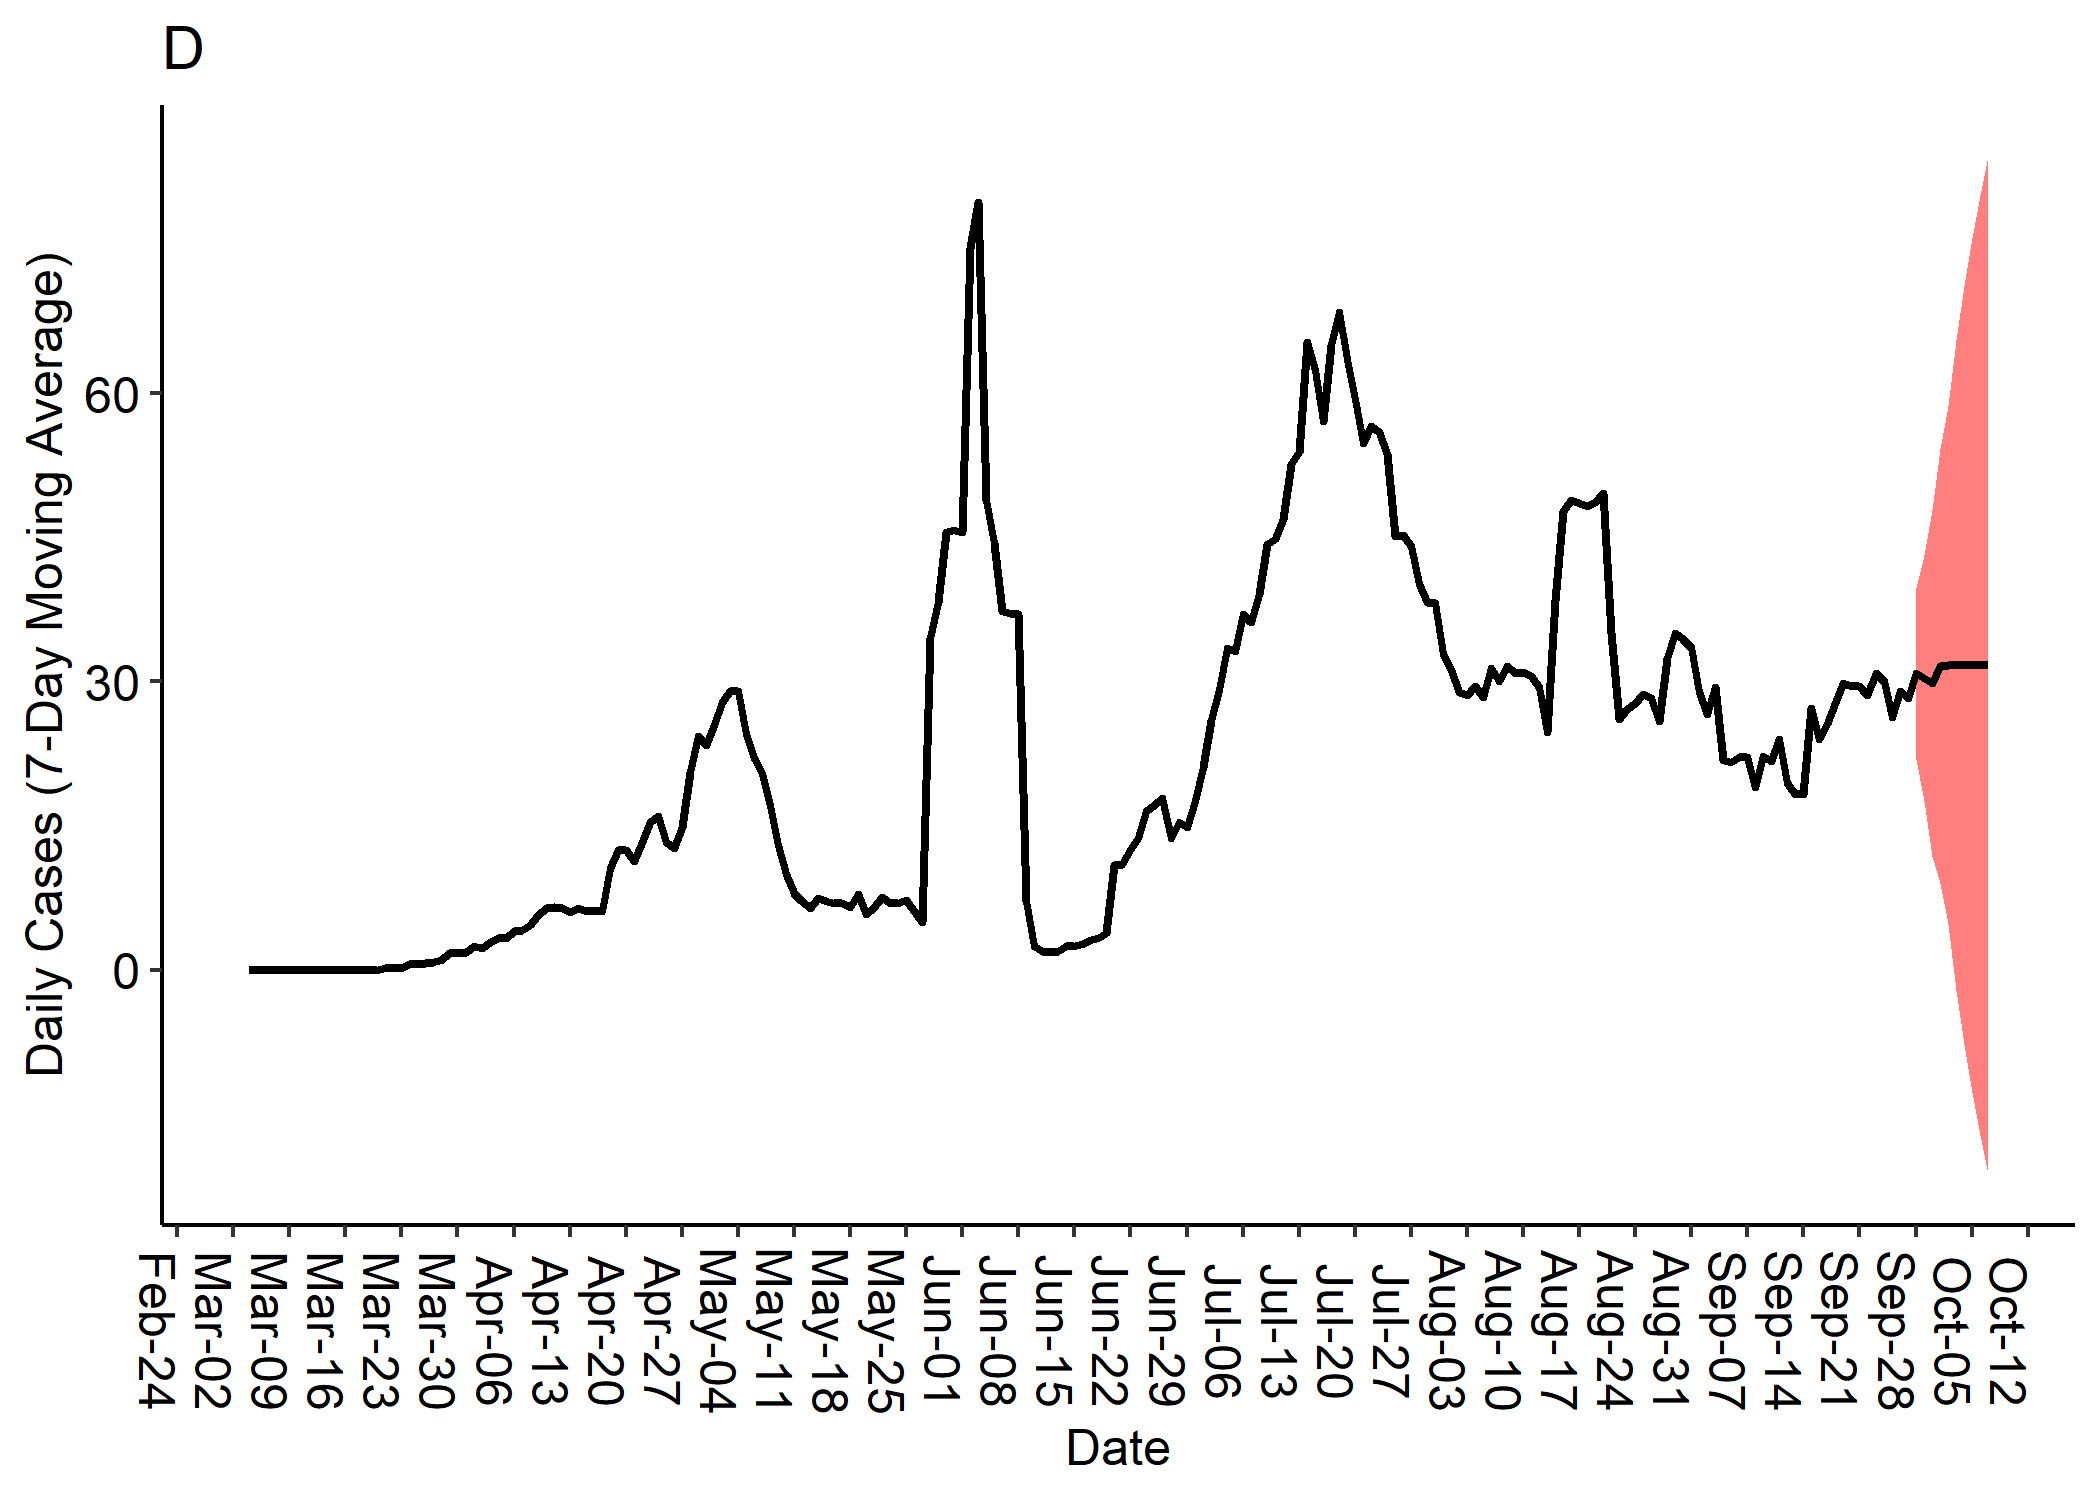 D
Daily Cases (7-Day Moving Average)
60
30
0
Feb-24
Mar-02
Mar-09
Mar-16
Mar-23
Mar-30
Apr-06
Apr-13
Apr-20
Apr-27
May-04
May-11
May-18
May-25
Jun-01
Jun-08
Jun-15
Jun-22
Jun-29
Jul-06
Jul-13
Jul-20
Jul-27
Aug-03
Aug-10
Aug-17
Aug-24
Aug-31
Sep-07
Sep-14
Sep-21
Sep-28
Oct-05
Oct-12
Date